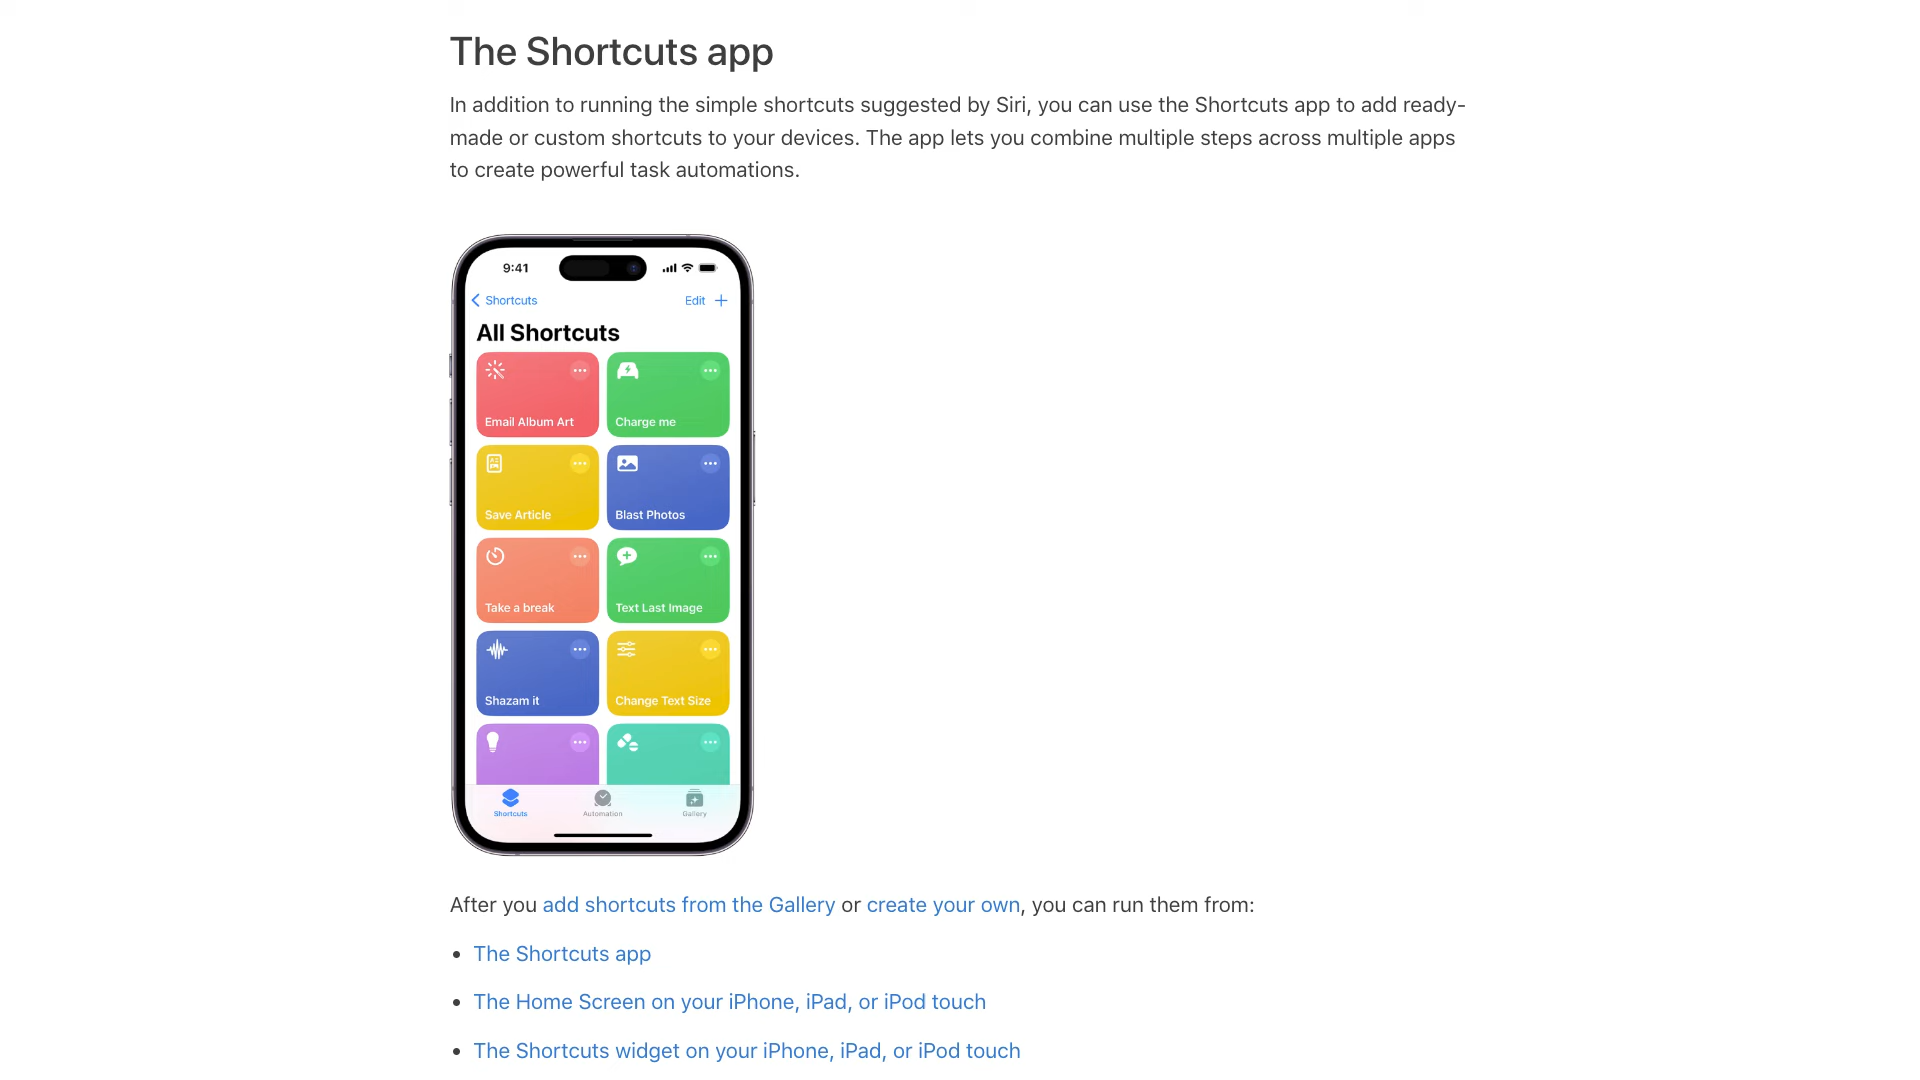 The Shortcuts app
In addition to running the simple shortcuts suggested by Siri, you can use the Shortcuts app to add ready-
made or custom shortcuts to your devices. The app lets you combine multiple steps across multiple apps
to create powerful task automations.
9:41
Shortcuts
Edit
All Shortcuts
Email Album Art
Charge me
Save Article
Blast Photos
Take a break
Text Last Image
Shazam it
Change Text Size
Shortcuts
Automation
Gallery
After you add shortcuts from the Gallery or create your own, you can run them from:
• The Shortcuts app
• The Home Screen on your iPhone, iPad, or iPod touch
• The Shortcuts widget on your iPhone, iPad, or iPod touch